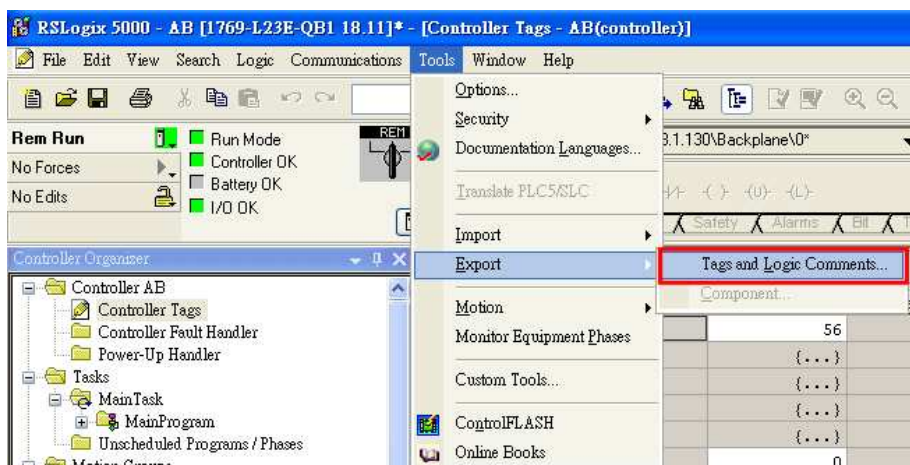 RSLogix 5000 - AB [1769-L23E-QB1 18.11]* - [Controller Tags - AB(controller)]
File Edit View Search Logic Communications Tools Window Help
Options...
Security
Documentation Languages...
Translate PLC5/SLC
Import
Export
Motion
Monitor Equipment Phases
Custom Tools...
ControlFLASH
Online Books
Tags and Logic Comments...
Component...
Rem Run
No Forces
No Edits
Run Mode
Controller OK
Battery OK
I/O OK
REM
3.1.130\Backplane\0*
Safety Alarms Bit T
Controller Organizer
Controller AB
Controller Tags
Controller Fault Handler
Power-Up Handler
Tasks
MainTask
MainProgram
Unscheduled Programs / Phases
Motion Groups
56
{...}
{...}
{...}
{...}
0